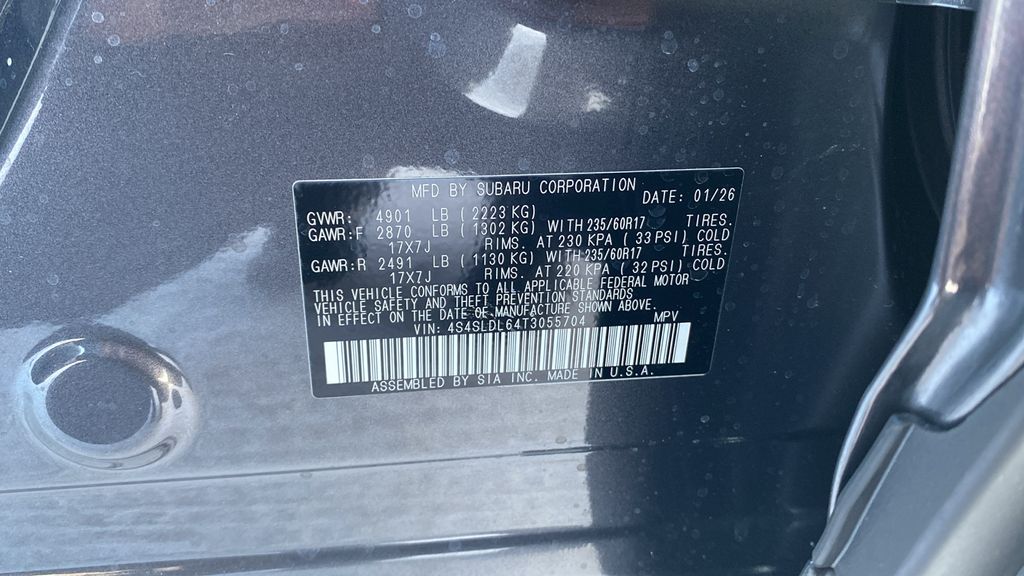 MFD BY SUBARU CORPORATION DATE: 01/26
GVWR: 4901 LB ( 2223 KG)
GAWR:F 2870 LB ( 1302 KG) WITH 235/60R17 TIRES.
17X7J RIMS. AT 230 KPA ( 33 PSI) COLD
GAWR:R 2491 LB ( 1130 KG) WITH 235/60R17 TIRES.
17X7J RIMS. AT 220 KPA ( 32 PSI) COLD
THIS VEHICLE CONFORMS TO ALL APPLICABLE FEDERAL MOTOR
VEHICLE SAFETY AND THEFT PREVENTION STANDARDS
IN EFFECT ON THE DATE OF MANUFACTURE SHOWN ABOVE.
VIN: 4S4SLDL64T3055704 MPV
ASSEMBLED BY SIA INC. MADE IN U.S.A.